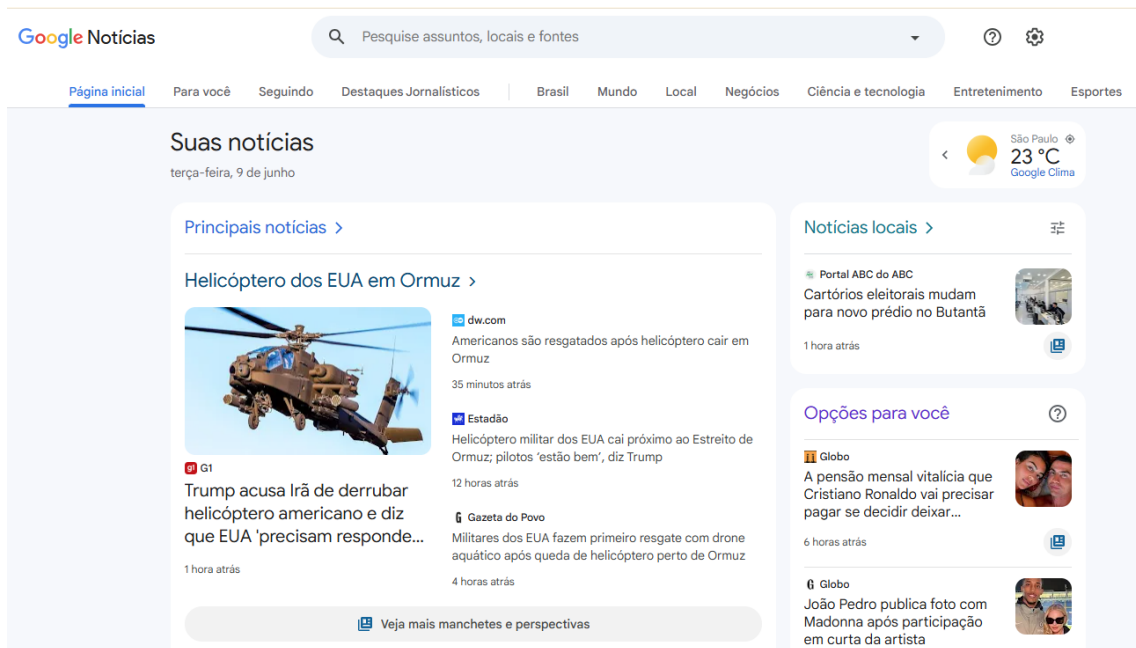 Google Notícias
Pesquise assuntos, locais e fontes
Página inicial
Para você
Seguindo
Destaques Jornalísticos
Brasil
Mundo
Local
Negócios
Ciência e tecnologia
Entretenimento
Esportes
Suas notícias
terça-feira, 9 de junho
São Paulo
23 °C
Google Clima
Principais notícias
Helicóptero dos EUA em Ormuz
G1
Trump acusa Irã de derrubar
helicóptero americano e diz
que EUA 'precisam responde...
1 hora atrás
dw.com
Americanos são resgatados após helicóptero cair em
Ormuz
35 minutos atrás
Estadão
Helicóptero militar dos EUA cai próximo ao Estreito de
Ormuz; pilotos ‘estão bem’, diz Trump
12 horas atrás
Gazeta do Povo
Militares dos EUA fazem primeiro resgate com drone
aquático após queda de helicóptero perto de Ormuz
4 horas atrás
Veja mais manchetes e perspectivas
Notícias locais
Portal ABC do ABC
Cartórios eleitorais mudam
para novo prédio no Butantã
1 hora atrás
Opções para você
Globo
A pensão mensal vitalícia que
Cristiano Ronaldo vai precisar
pagar se decidir deixar...
6 horas atrás
Globo
João Pedro publica foto com
Madonna após participação
em curta da artista